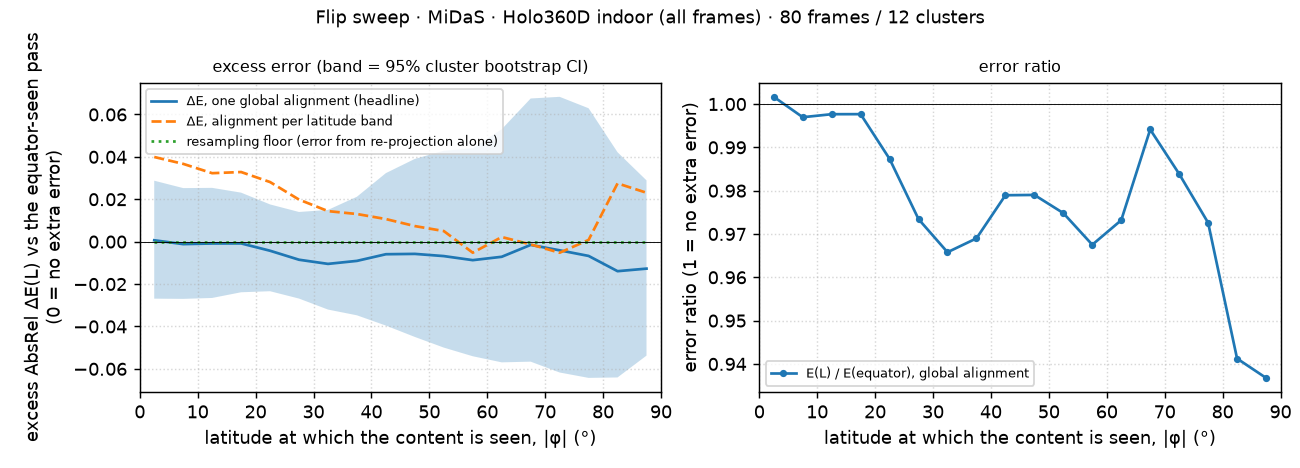 Flip sweep · MiDaS · Holo360D indoor (all frames) · 80 frames / 12 clusters
excess error (band = 95% cluster bootstrap CI)
excess AbsRel ΔE(L) vs the equator-seen pass
(0 = no extra error)
0.06
0.04
0.02
0.00
−0.02
−0.04
−0.06
ΔE, one global alignment (headline)
ΔE, alignment per latitude band
resampling floor (error from re-projection alone)
0 10 20 30 40 50 60 70 80 90
latitude at which the content is seen, |φ| (°)
error ratio
error ratio (1 = no extra error)
1.00
0.99
0.98
0.97
0.96
0.95
0.94
E(L) / E(equator), global alignment
0 10 20 30 40 50 60 70 80 90
latitude at which the content is seen, |φ| (°)